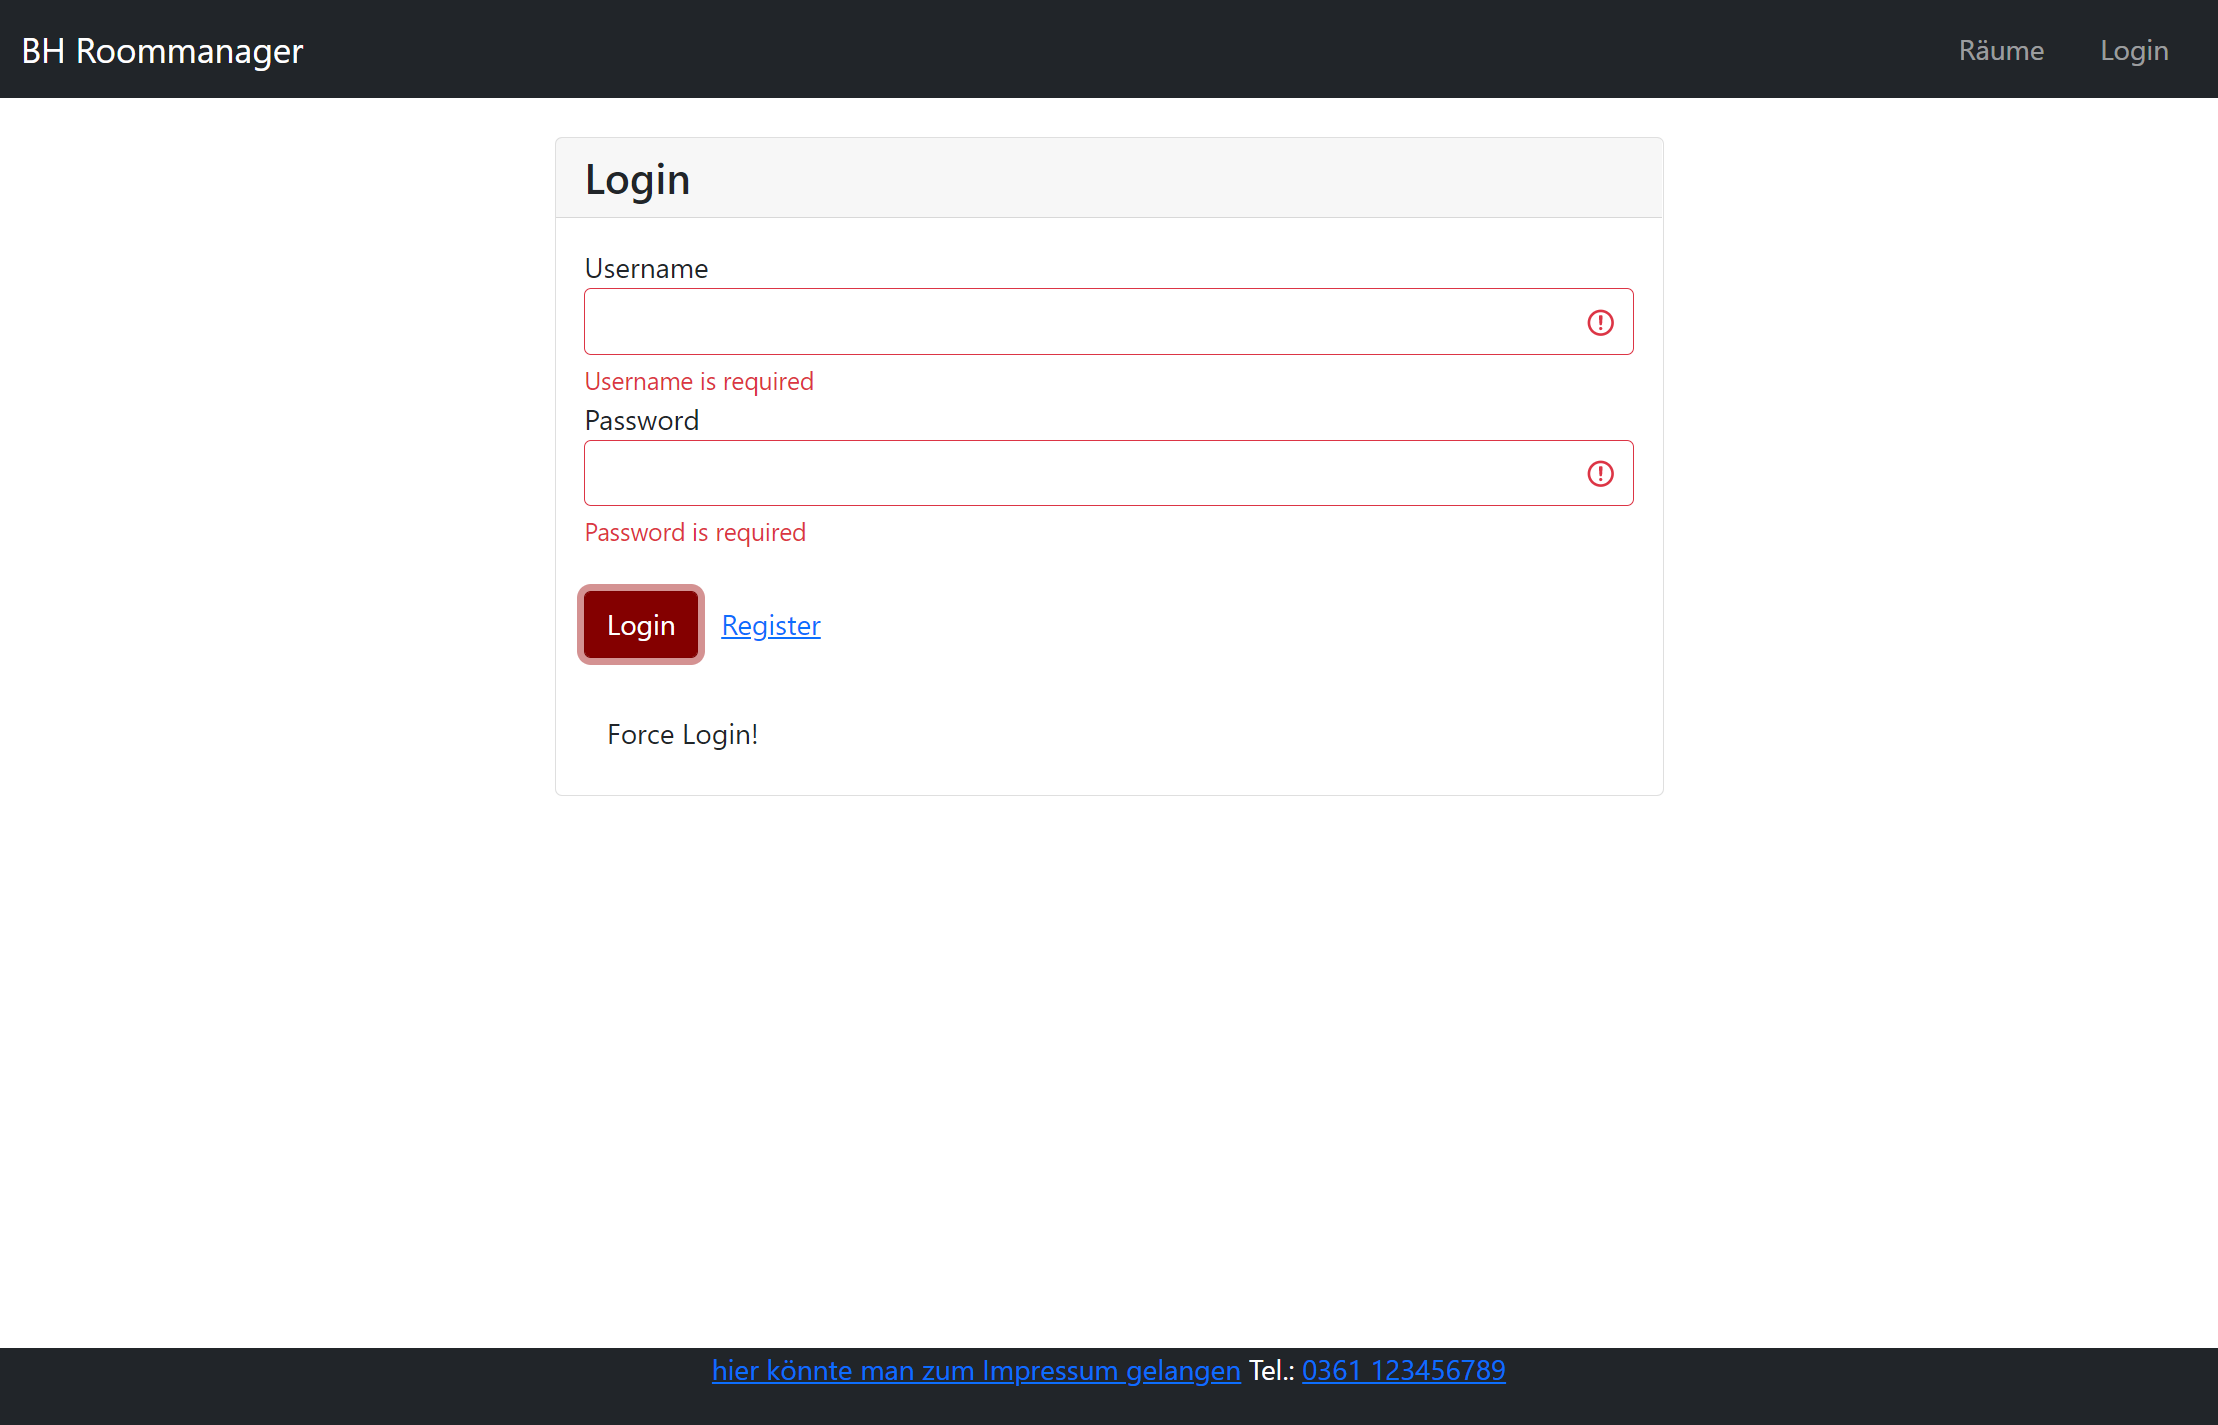 BH Roommanager Räume Login
Login
Username
Username is required
Password
Password is required
Login Register
Force Login!
hier könnte man zum Impressum gelangen Tel.: 0361 123456789